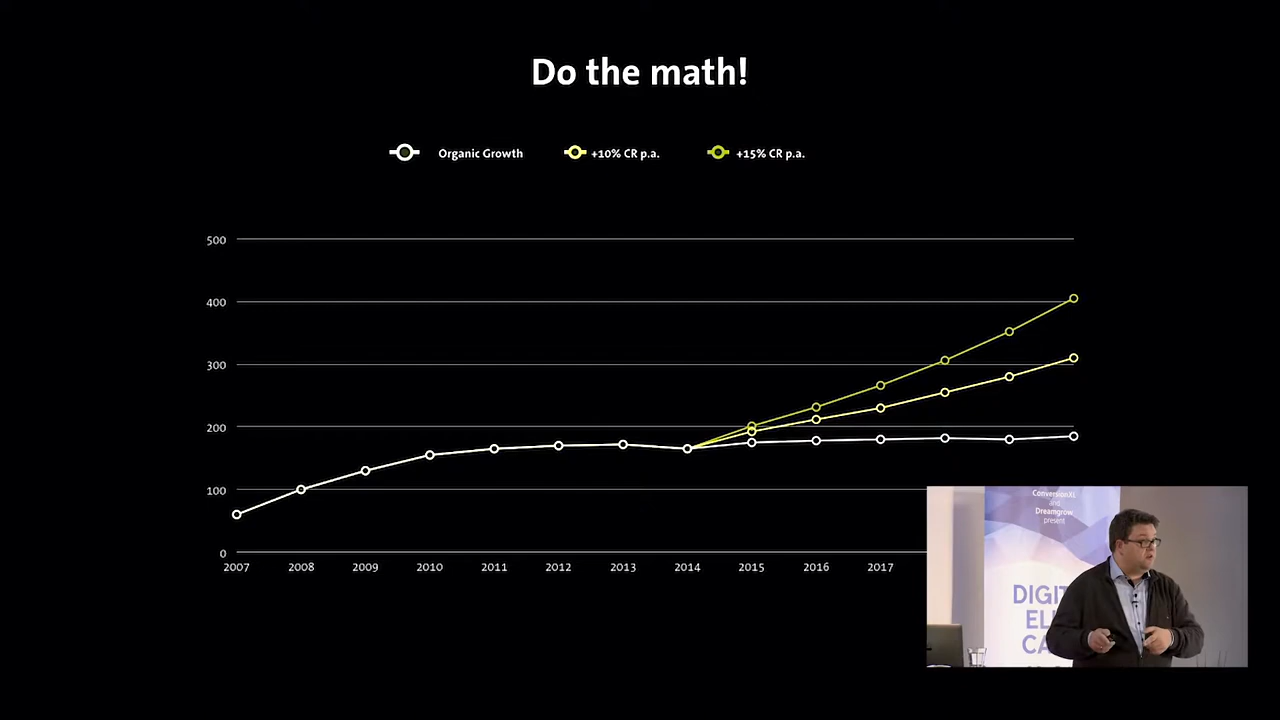 Do the math!
Organic Growth
+10% CR p.a.
+15% CR p.a.
500
400
300
200
100
0
2007 2008 2009 2010 2011 2012 2013 2014 2015 2016 2017
ConversionXL
and
Dreamgrow
present
DIGIT
EL
CA